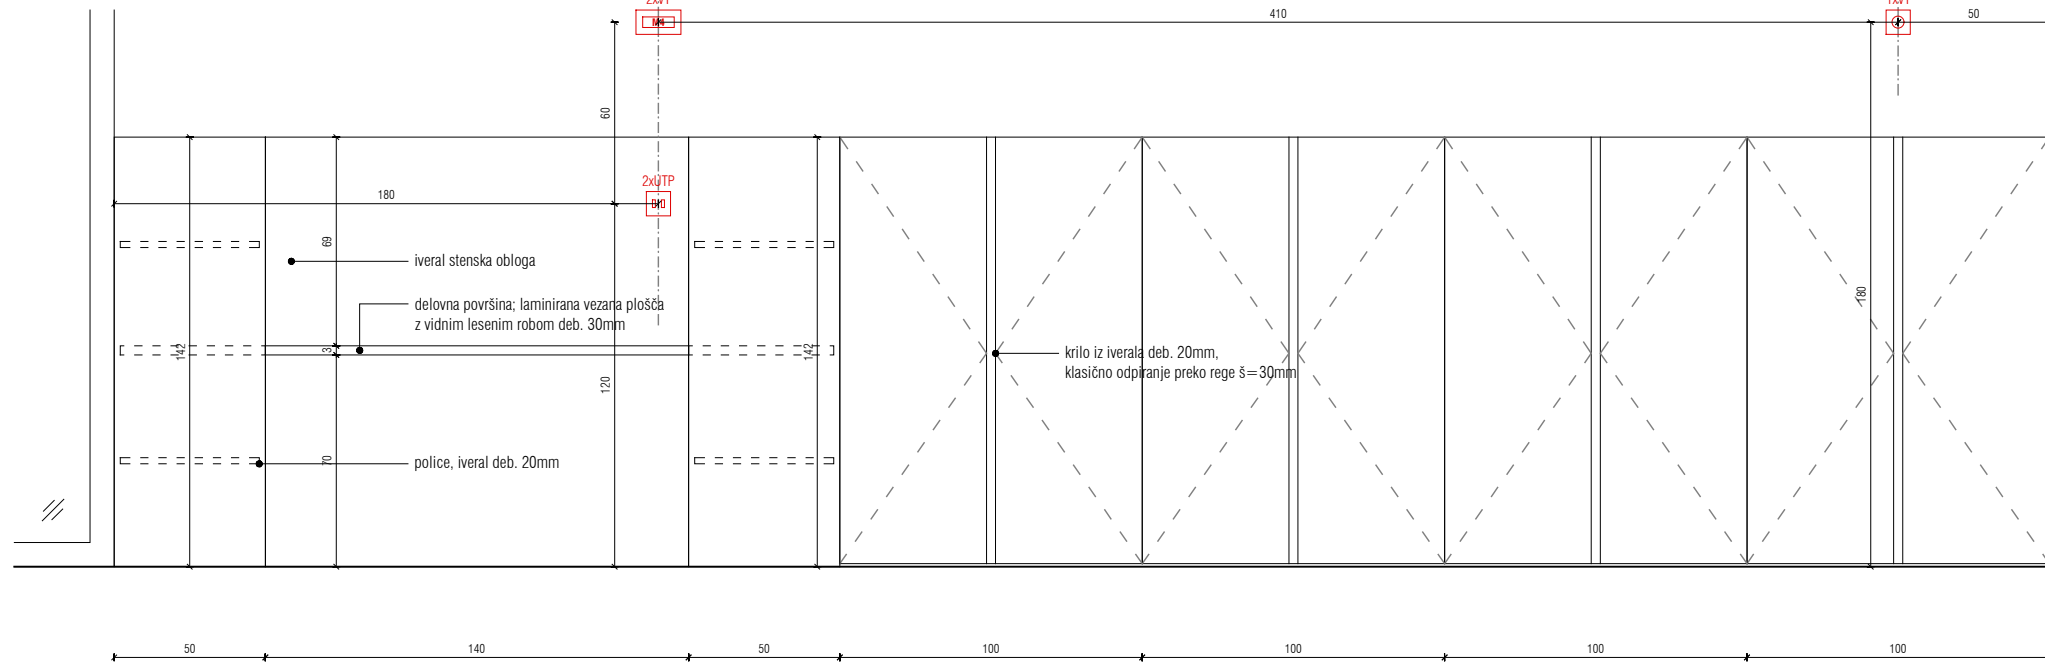 410
50
60
2xUTP
180
69
iveral stenska obloga
delovna površina; laminirana vezana plošča
z vidnim lesenim robom deb. 30mm
180
142
3
142
krilo iz iverala deb. 20mm,
klasično odpiranje preko rege š=30mm
120
70
police, iveral deb. 20mm
50
140
50
100
100
100
100